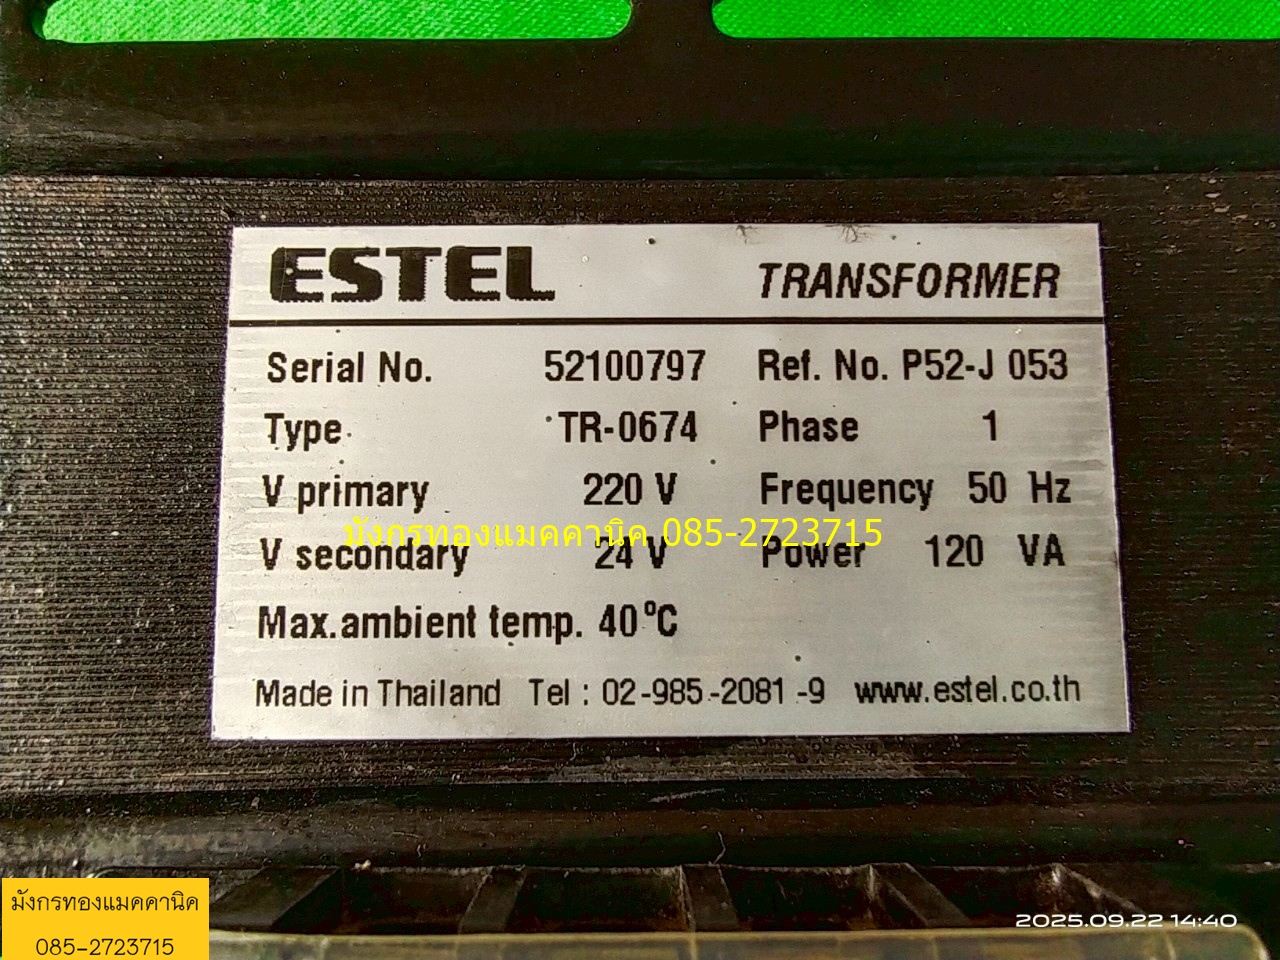 ESTEL TRANSFORMER
Serial No. 52100797 Ref. No. P52-J 053
Type TR-0674 Phase 1
V primary 220 V Frequency 50 Hz
มังกรทองแมคคานิค 085-2723715
V secondary 24 V Power 120 VA
Max.ambient temp. 40°C
Made in Thailand Tel : 02-985-2081-9 www.estel.co.th
มังกรทองแมคคานิค
085-2723715
2025.09.22 14:40